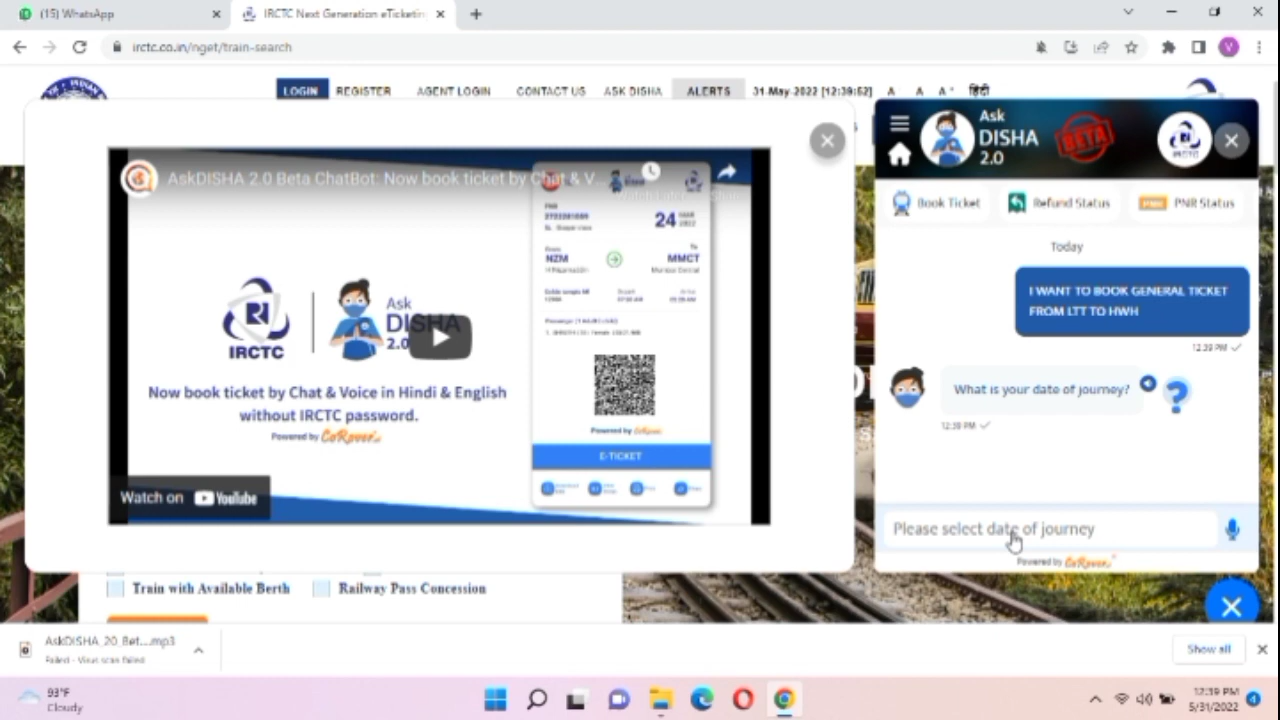 (15) WhatsApp
IRCTC Next Generation eTicketing
irctc.co.in/nget/train-search
V
LOGIN
REGISTER
AGENT LOGIN
CONTACT US
ASK DISHA
ALERTS
31-May-2022 [12:39:52]
A
A
A+
हिंदी
AskDISHA 2.0 Beta ChatBot: Now book ticket by Chat & V
24
NZM
MMCT
IRCTC
Ask
DISHA
2.0
Now book ticket by Chat & Voice in Hindi & English
without IRCTC password.
Powered by CoRover
Powered by CoRover
E-TICKET
Watch on YouTube
Train with Available Berth
Railway Pass Concession
Ask
DISHA
2.0
BETA
IRCTC
Book Ticket
Refund Status
PNR Status
Today
I WANT TO BOOK GENERAL TICKET
FROM LTT TO HWH
12:39 PM
What is your date of journey?
12:39 PM
Please select date of journey
Powered by CoRover
AskDISHA_20_Bet....mp3
Failed - Virus scan failed
Show all
93°F
Cloudy
12:39 PM
5/31/2022
4